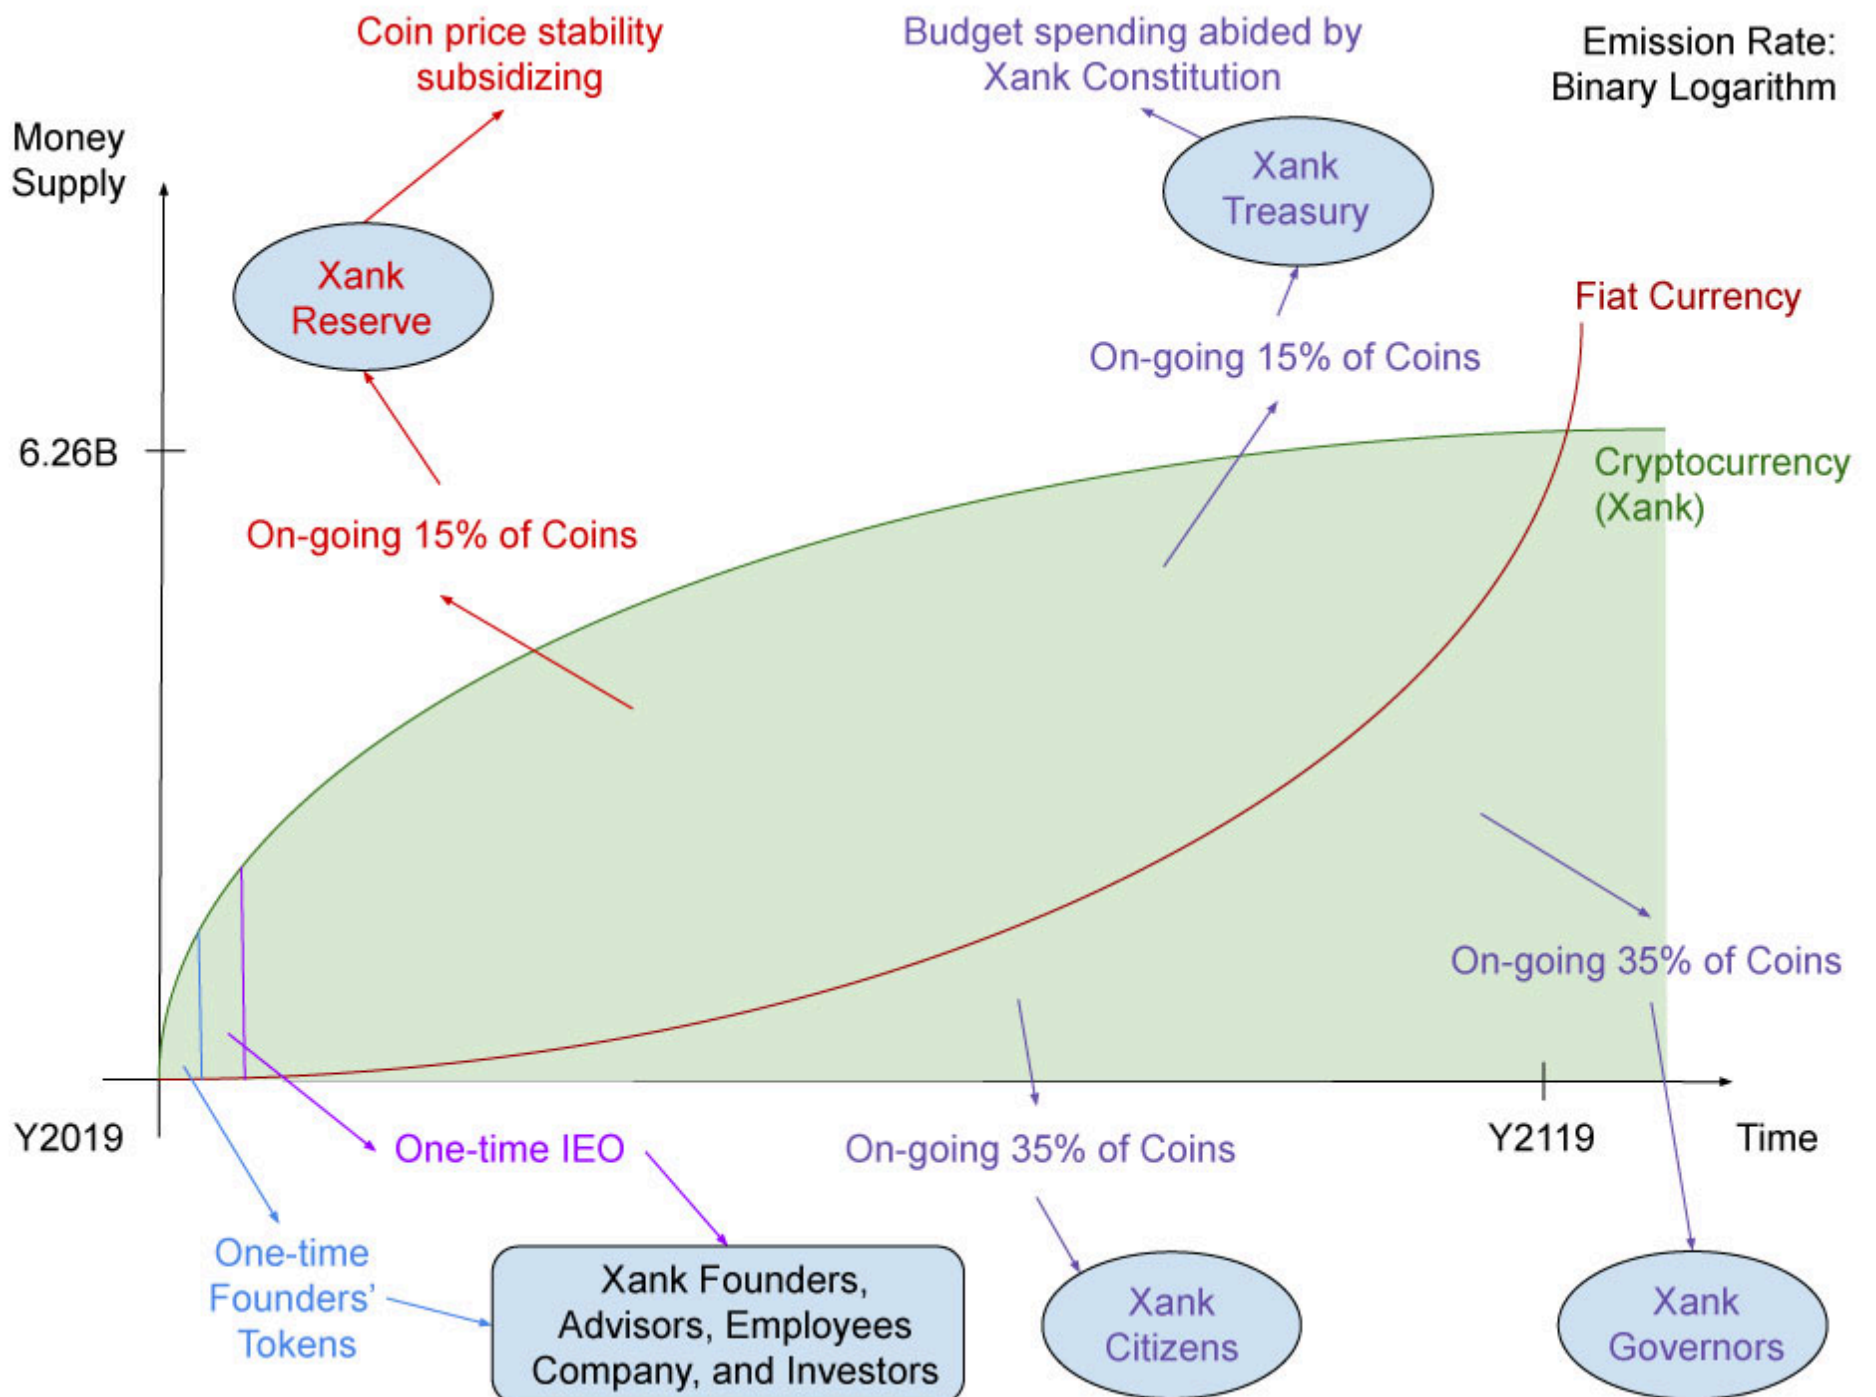 Coin price stability
subsidizing
Budget spending abided by
Xank Constitution
Emission Rate:
Binary Logarithm
Money
Supply
Xank
Reserve
Xank
Treasury
Fiat Currency
On-going 15% of Coins
6.26B
Cryptocurrency
(Xank)
On-going 15% of Coins
On-going 35% of Coins
Y2019
One-time IEO
On-going 35% of Coins
Y2119
Time
One-time
Founders’
Tokens
Xank Founders,
Advisors, Employees
Company, and Investors
Xank
Citizens
Xank
Governors